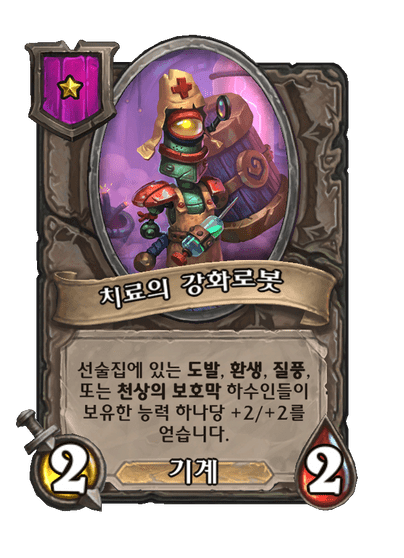 치료의 강화로봇
선술집에 있는 도발, 환생, 질풍,
또는 천상의 보호막 하수인들이
보유한 능력 하나당 +2/+2를
얻습니다.
2
기계
2